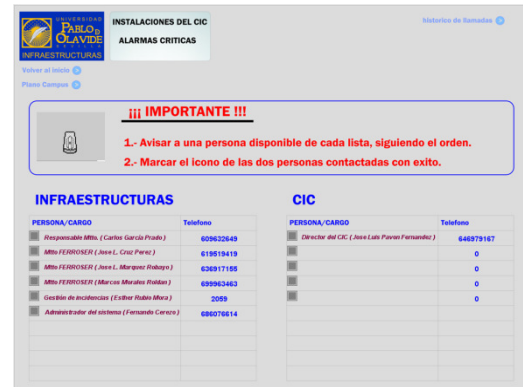 UNIVERSIDAD
PABLO DE
OLAVIDE
SEVILLA
INFRAESTRUCTURAS
INSTALACIONES DEL CIC
ALARMAS CRITICAS
historico de llamadas
Volver al inicio
Plano Campus
¡¡¡ IMPORTANTE !!!
1.- Avisar a una persona disponible de cada lista, siguiendo el orden.
2.- Marcar el icono de las dos personas contactadas con exito.
INFRAESTRUCTURAS
PERSONA/CARGO Telefono
Responsable Mtto. ( Carlos García Prado ) 609632649
Mtto FERROSER ( Jose L. Cruz Perez ) 619519419
Mtto FERROSER ( Jose L. Marquez Robayo ) 636917155
Mtto FERROSER ( Marcos Morales Roldan ) 699963463
Gestión de incidencias ( Esther Rubio Mora ) 2059
Administrador del sistema ( Fernando Cerezo ) 686076614
CIC
PERSONA/CARGO Telefono
Director del CIC ( Jose Luis Pavon Fernandez ) 646979167
0
0
0
0